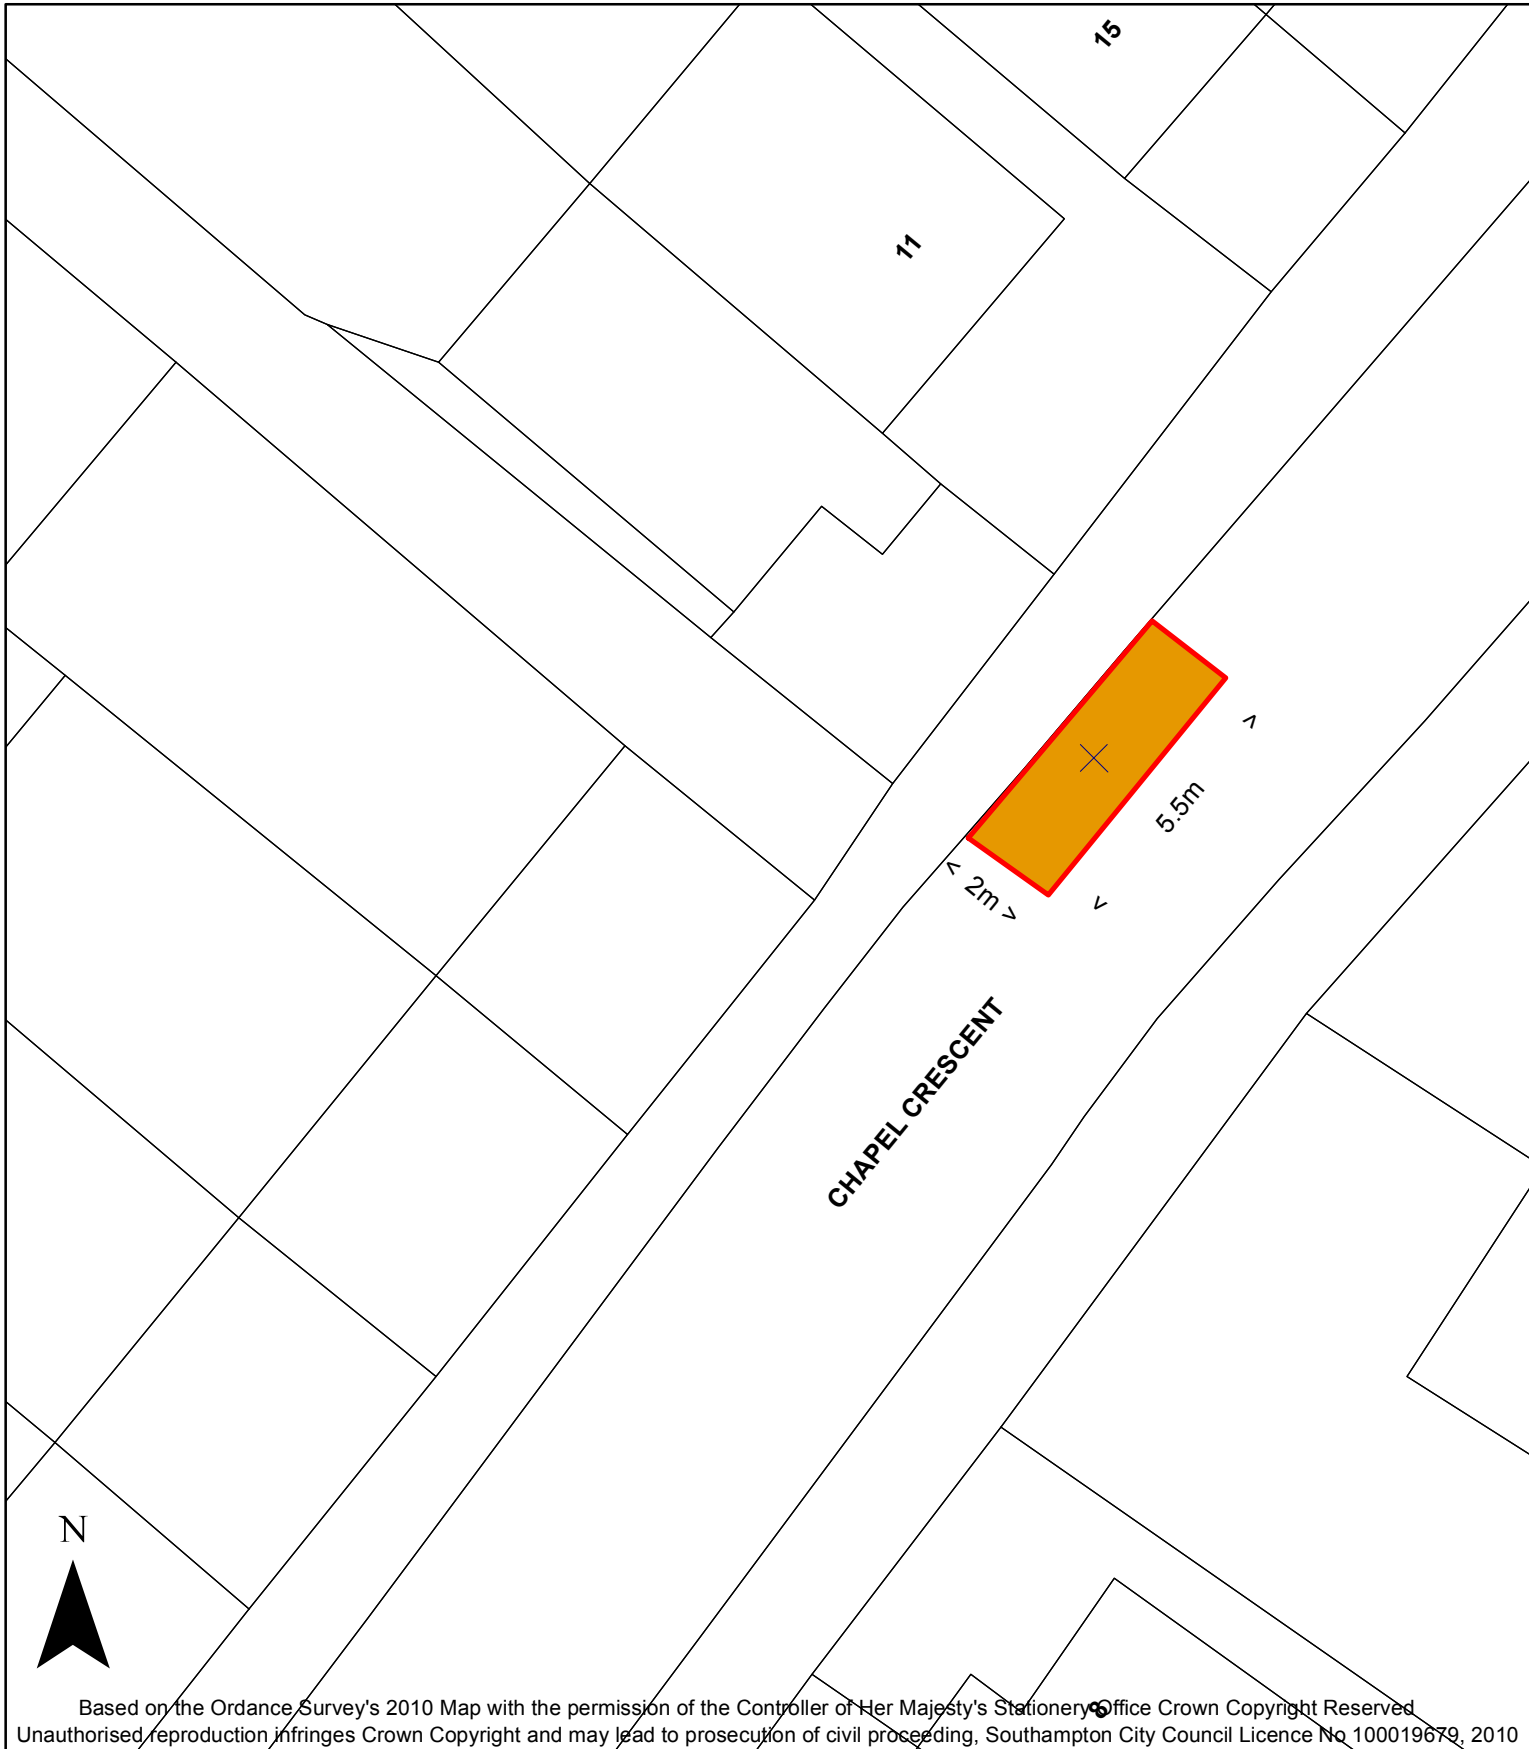 15
11
5.5m
2m
CHAPEL CRESCENT
N
8
Based on the Ordance Survey's 2010 Map with the permission of the Controller of Her Majesty's Stationery Office Crown Copyright Reserved
Unauthorised reproduction infringes Crown Copyright and may lead to prosecution of civil proceeding, Southampton City Council Licence No 100019679, 2010